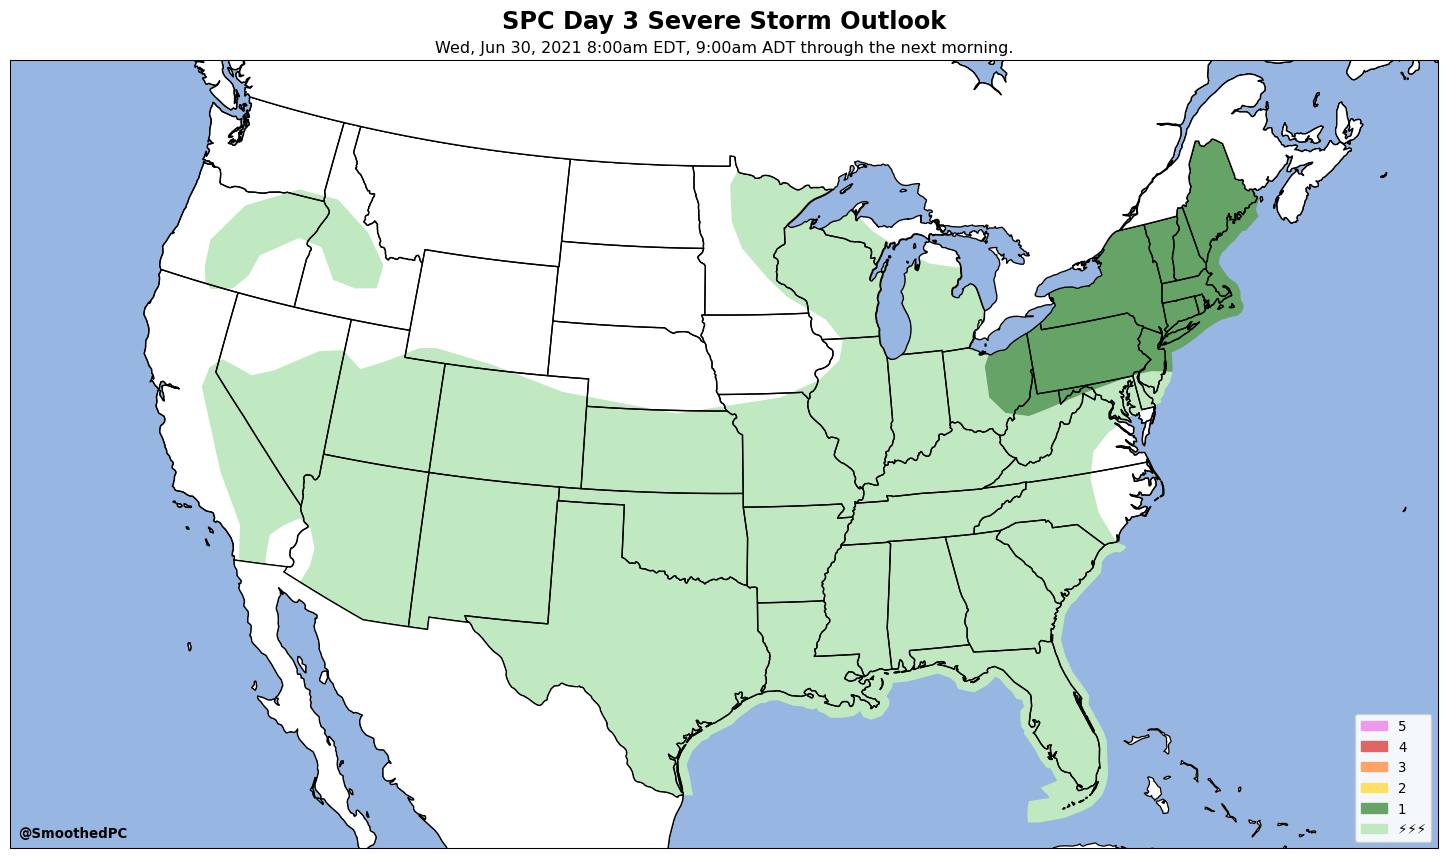 SPC Day 3 Severe Storm Outlook
Wed, Jun 30, 2021 8:00am EDT, 9:00am ADT through the next morning.
5
4
3
2
1
⚡⚡⚡
@SmoothedPC